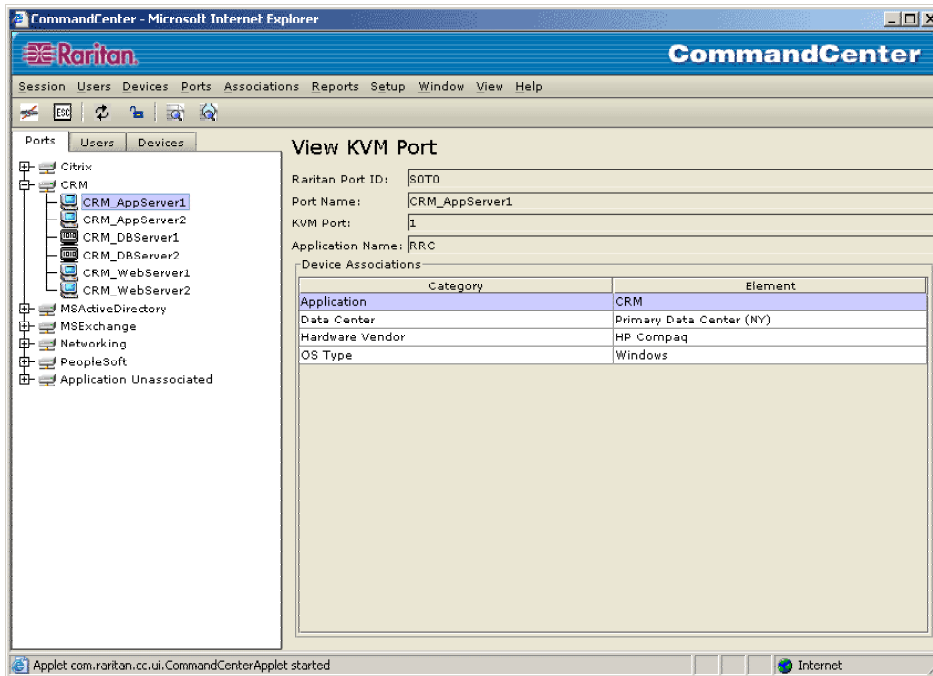 CommandCenter - Microsoft Internet Explorer
Raritan.
CommandCenter
Session Users Devices Ports Associations Reports Setup Window View Help
ESC
Ports Users Devices
Citrix
CRM
CRM_AppServer1
CRM_AppServer2
CRM_DBServer1
CRM_DBServer2
CRM_WebServer1
CRM_WebServer2
MSActiveDirectory
MSExchange
Networking
PeopleSoft
Application Unassociated
View KVM Port
Raritan Port ID: S0T0
Port Name: CRM_AppServer1
KVM Port: 1
Application Name: RRC
Device Associations
Category Element
Application CRM
Data Center Primary Data Center (NY)
Hardware Vendor HP Compaq
OS Type Windows
Applet com.raritan.cc.ui.CommandCenterApplet started
Internet